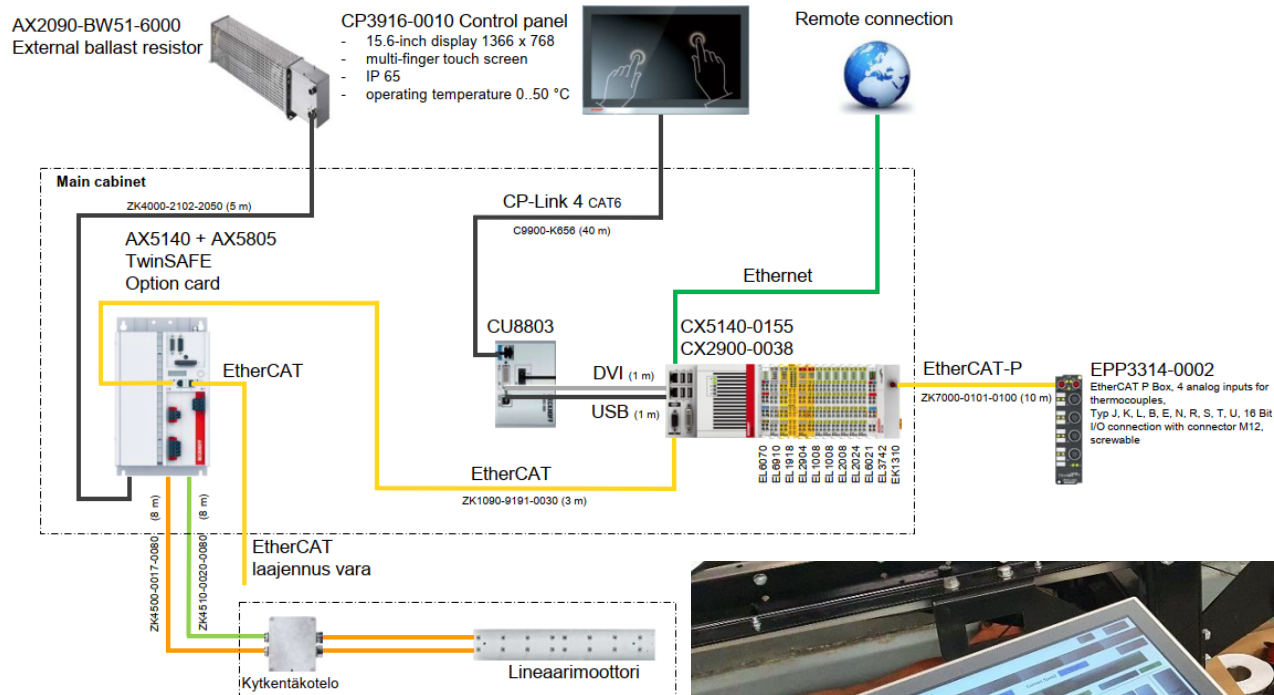 AX2090-BW51-6000
External ballast resistor
CP3916-0010 Control panel
- 15.6-inch display 1366 x 768
- multi-finger touch screen
- IP 65
- operating temperature 0..50 °C
Remote connection
Main cabinet
ZK4000-2102-2050 (5 m)
CP-Link 4 CAT6
C9900-K656 (40 m)
AX5140 + AX5805
TwinSAFE
Option card
Ethernet
CU8803
CX5140-0155
CX2900-0038
EtherCAT
DVI (1 m)
USB (1 m)
EtherCAT-P
ZK7000-0101-0100 (10 m)
EPP3314-0002
EtherCAT P Box, 4 analog inputs for
thermocouples,
Typ J, K, L, B, E, N, R, S, T, U, 16 Bit
I/O connection with connector M12,
screwable
EL6070
EL6910
EL1918
EL2904
EL1008
EL1008
EL2008
EL2024
EL6021
EL3742
EK1310
EtherCAT
ZK1090-9191-0030 (3 m)
ZK4500-0017-0080 (8 m)
ZK4510-0020-0080 (8 m)
EtherCAT
laajennus vara
Kytkentäkotelo
Lineaarimoottori